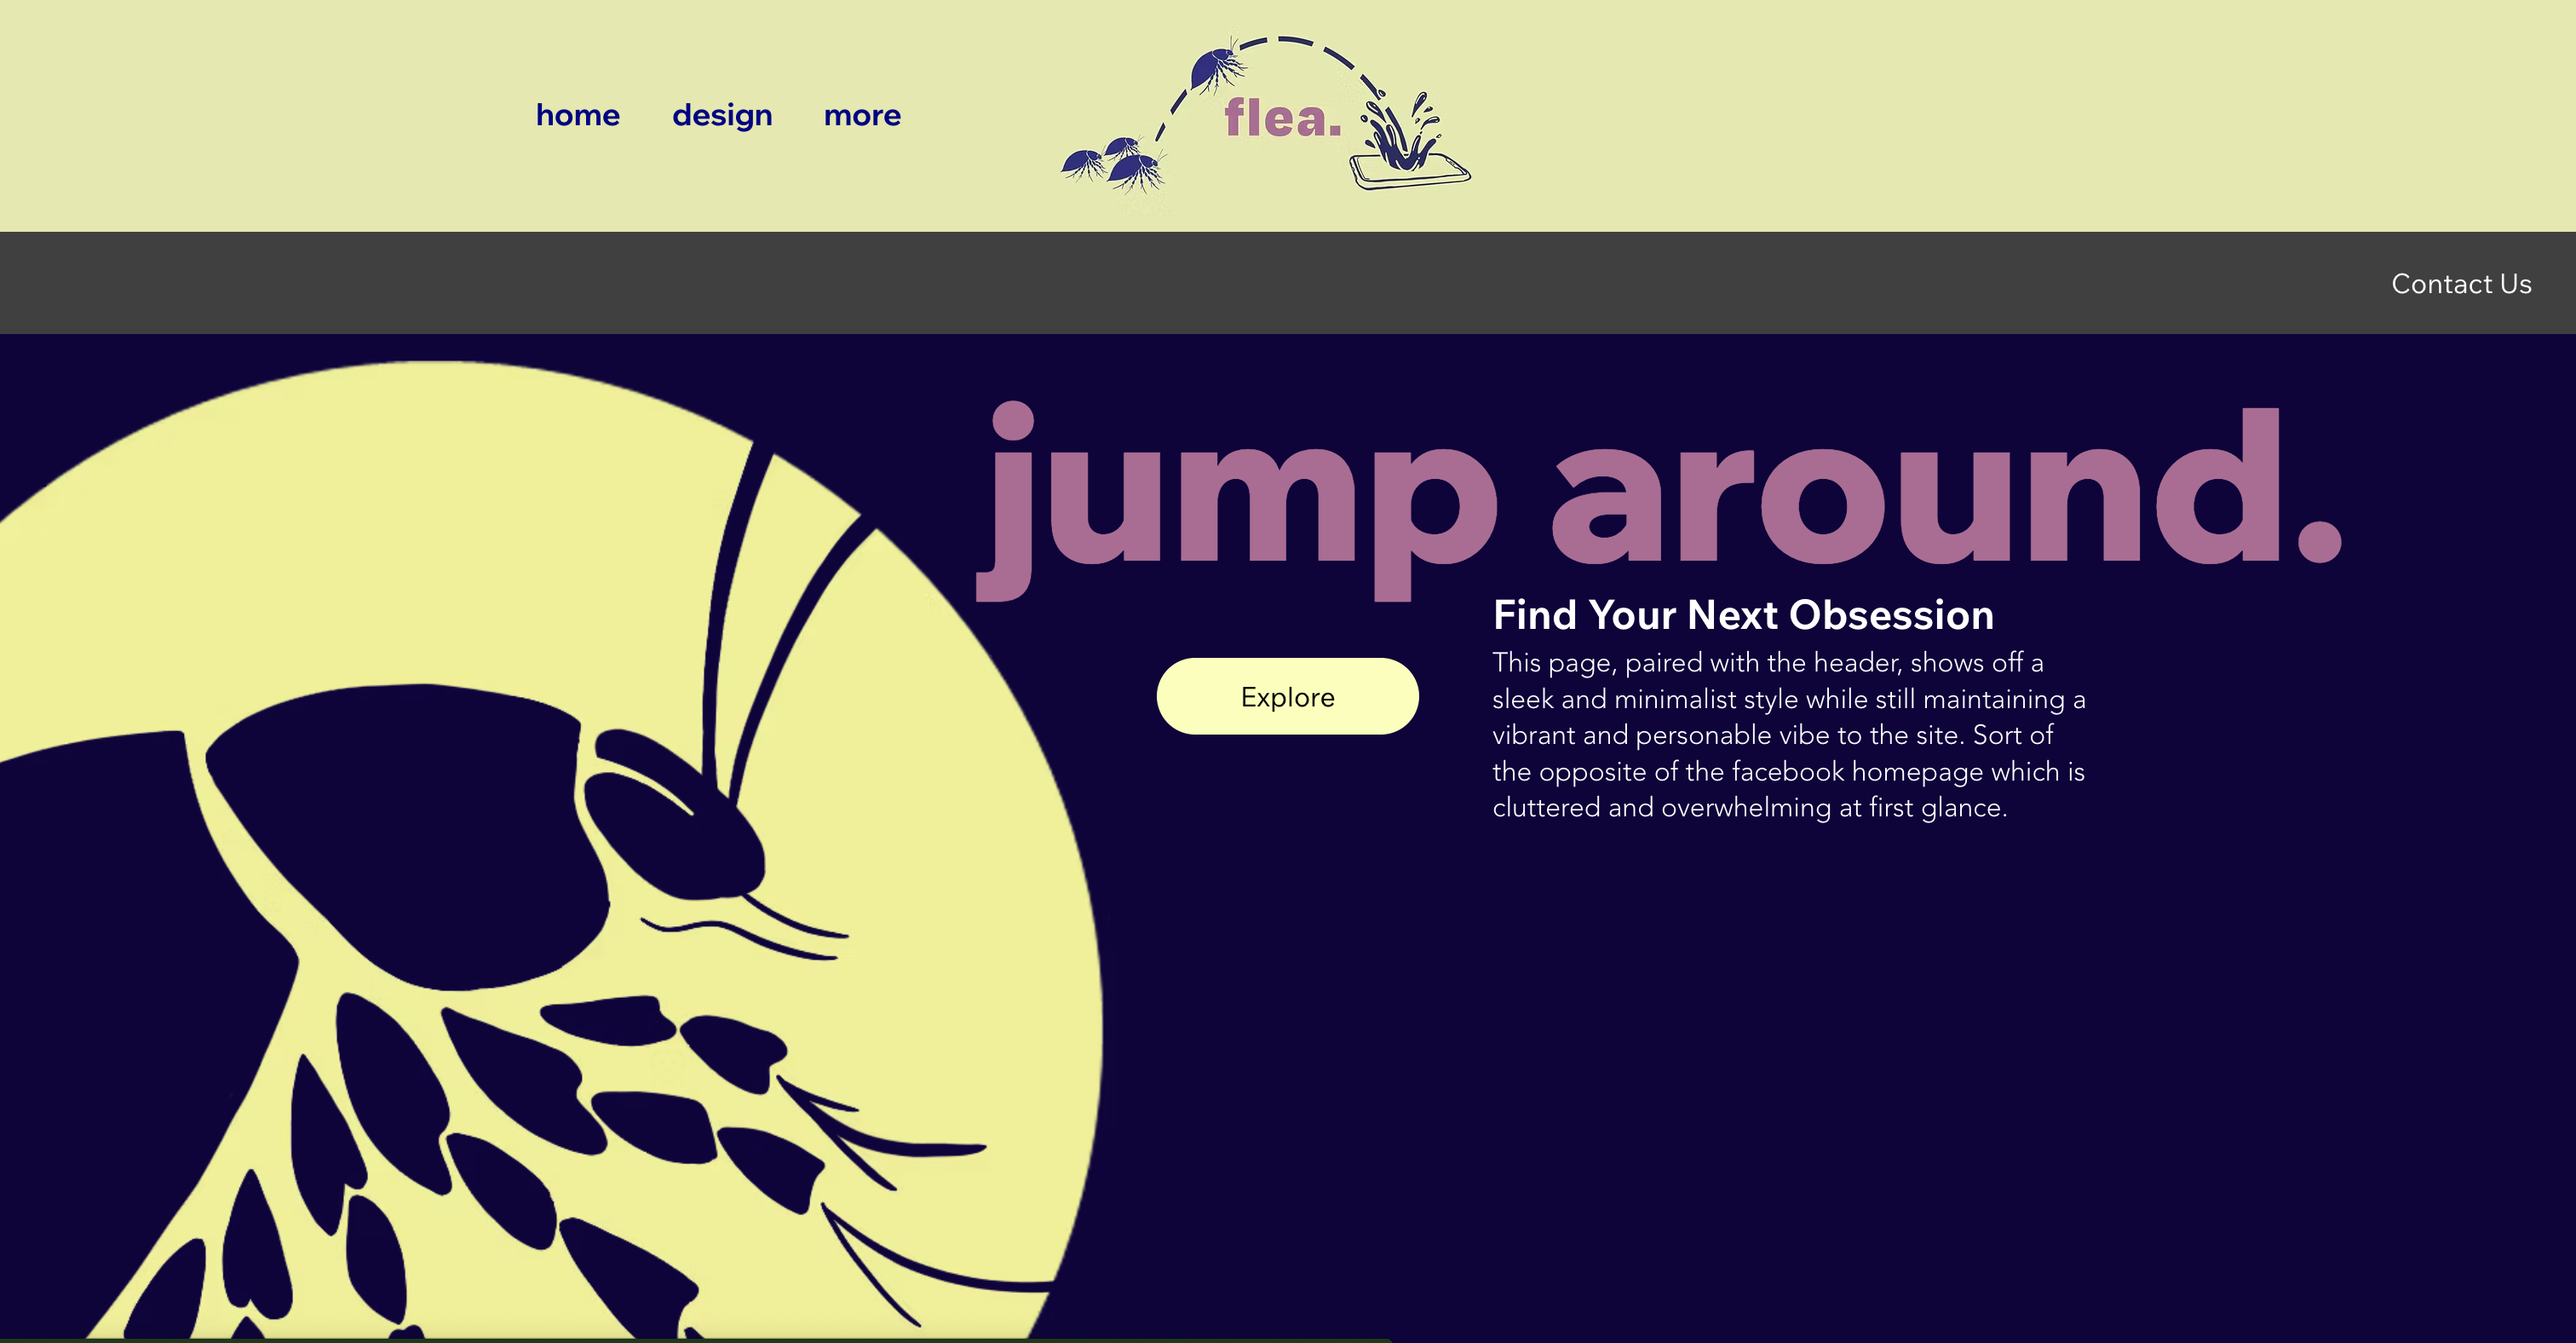 home design more
flea.
Contact Us
jump around.
Find Your Next Obsession
Explore
This page, paired with the header, shows off a
sleek and minimalist style while still maintaining a
vibrant and personable vibe to the site. Sort of
the opposite of the facebook homepage which is
cluttered and overwhelming at first glance.